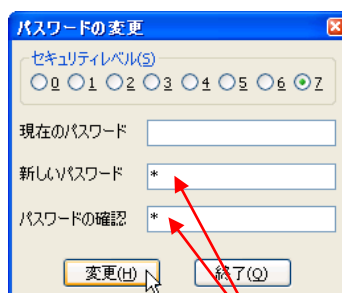 パスワードの変更
セキュリティレベル(S)
0 1 2 3 4 5 6 7
現在のパスワード
新しいパスワード *
パスワードの確認 *
変更(H) 終了(Q)